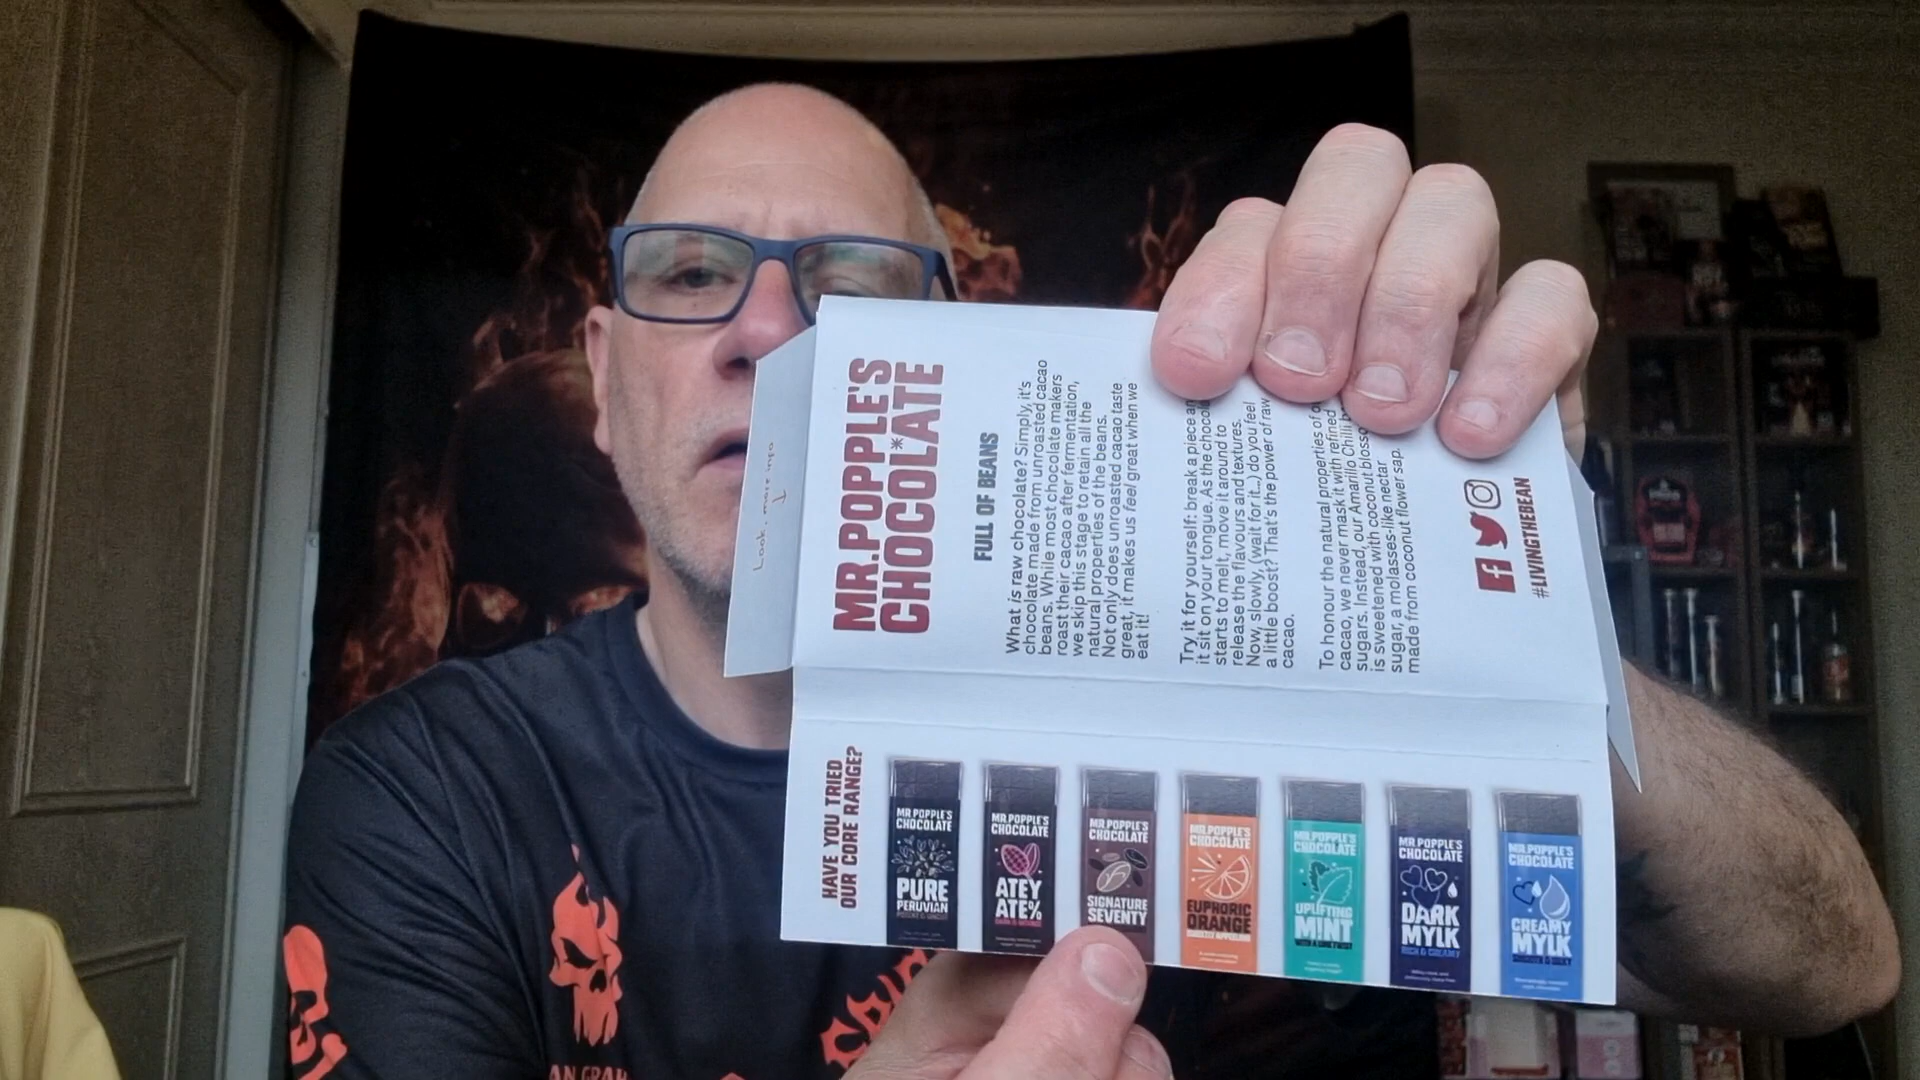 Look, more info
MR.POPPLE'S
CHOCOLATE
FULL OF BEANS
What is raw chocolate? Simply, it's
chocolate made from unroasted cacao
beans. While most chocolate makers
roast their cacao after fermentation,
we skip this stage to retain all the
natural properties of the beans.
Not only does unroasted cacao taste
great, it makes us feel great when we
eat it!
Try it for yourself: break a piece
it sit on your tongue. As the
starts to melt, move it around to
release the flavours and textures.
Now, slowly, (wait for it...) do you feel
a little boost? That's the power of raw
cacao.
To honour the natural properties of
cacao, we never mask it with refined
sugars. Instead, our Amarillo Chilli
is sweetened with coconut
sugar, a molasses-like nectar
made from coconut flower sap.
#LIVINGTHEBEAN
HAVE YOU TRIED
OUR CORE RANGE?
MR.POPPLE'S
CHOCOLATE
PURE
PERUVIAN
MR.POPPLE'S
CHOCOLATE
ATEY
ATE%
MR.POPPLE'S
CHOCOLATE
SIGNATURE
SEVENTY
MR.POPPLE'S
CHOCOLATE
EUPHORIC
ORANGE
MR.POPPLE'S
CHOCOLATE
UPLIFTING
M!NT
WITH A LIME TWIST
MR.POPPLE'S
CHOCOLATE
DARK
MYLK
RICH & CREAMY
MR.POPPLE'S
CHOCOLATE
CREAMY
MYLK
SMOOTH & SILKY